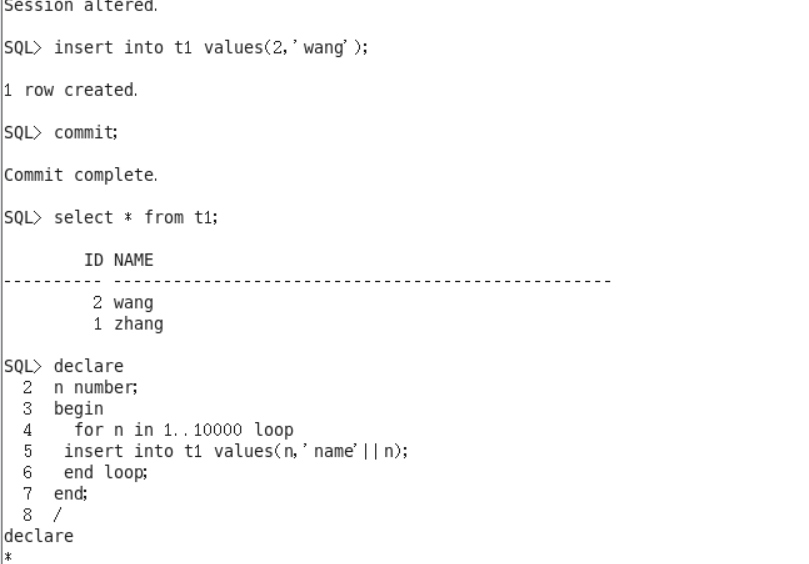 Session altered.
SQL> insert into t1 values(2,'wang');
1 row created.
SQL> commit;
Commit complete.
SQL> select * from t1;
        ID NAME
---------- --------------------------------------------------
         2 wang
         1 zhang
SQL> declare
  2  n number;
  3  begin
  4    for n in 1..10000 loop
  5   insert into t1 values(n,'name'||n);
  6   end loop;
  7  end;
  8  /
declare
*